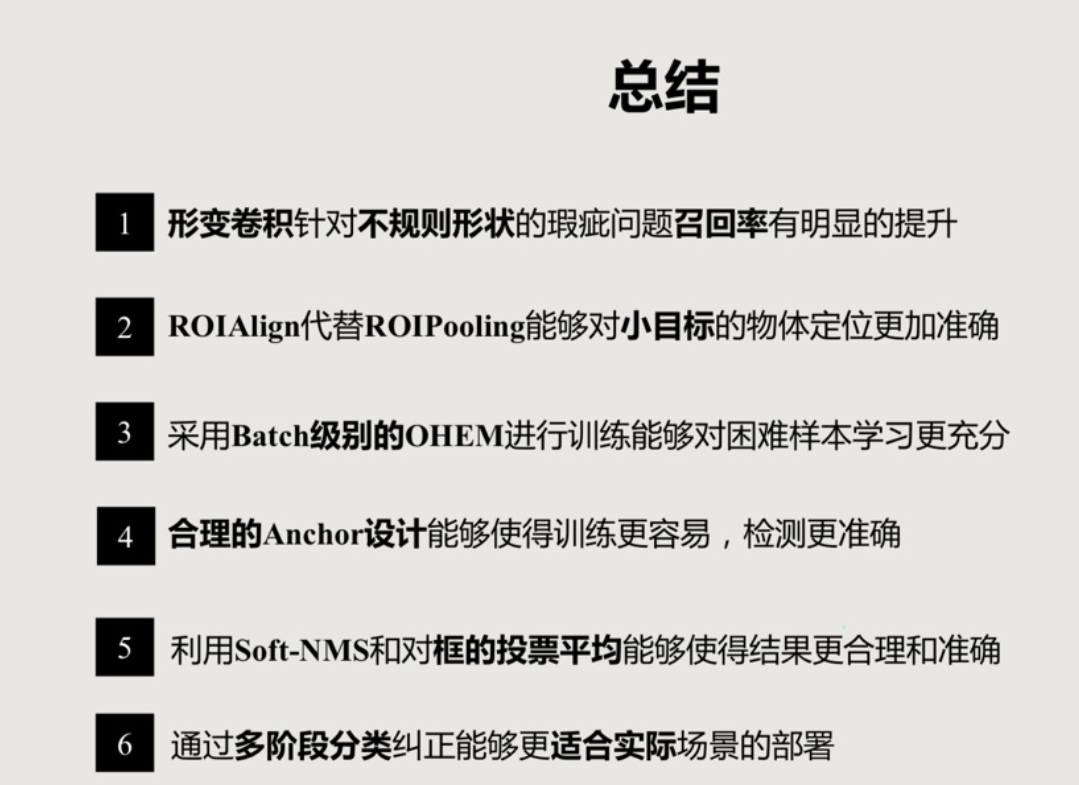 总结
1 形变卷积针对不规则形状的瑕疵问题召回率有明显的提升
2 ROIAlign代替ROIPooling能够对小目标的物体定位更加准确
3 采用Batch级别的OHEM进行训练能够对困难样本学习更充分
4 合理的Anchor设计能够使得训练更容易，检测更准确
5 利用Soft-NMS和对框的投票平均能够使得结果更合理和准确
6 通过多阶段分类纠正能够更适合实际场景的部署